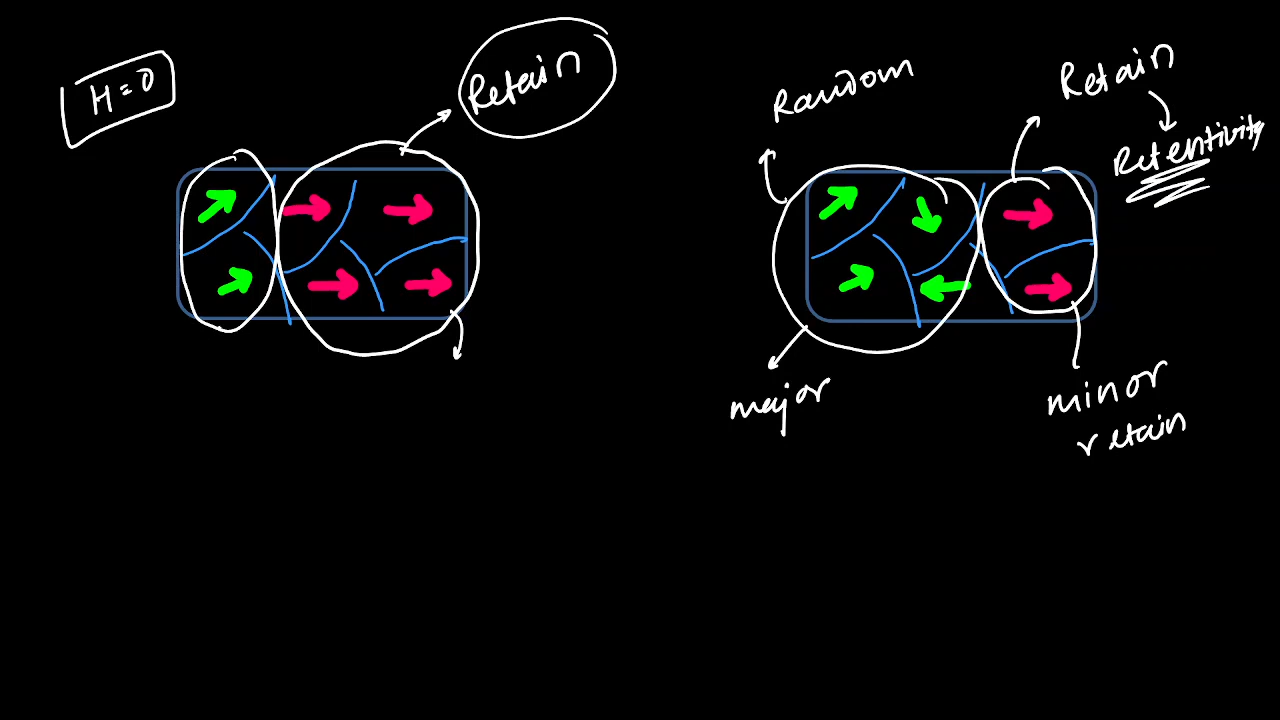 H=0
Retain
Random
Retain
Retentivity
major
minor
retain